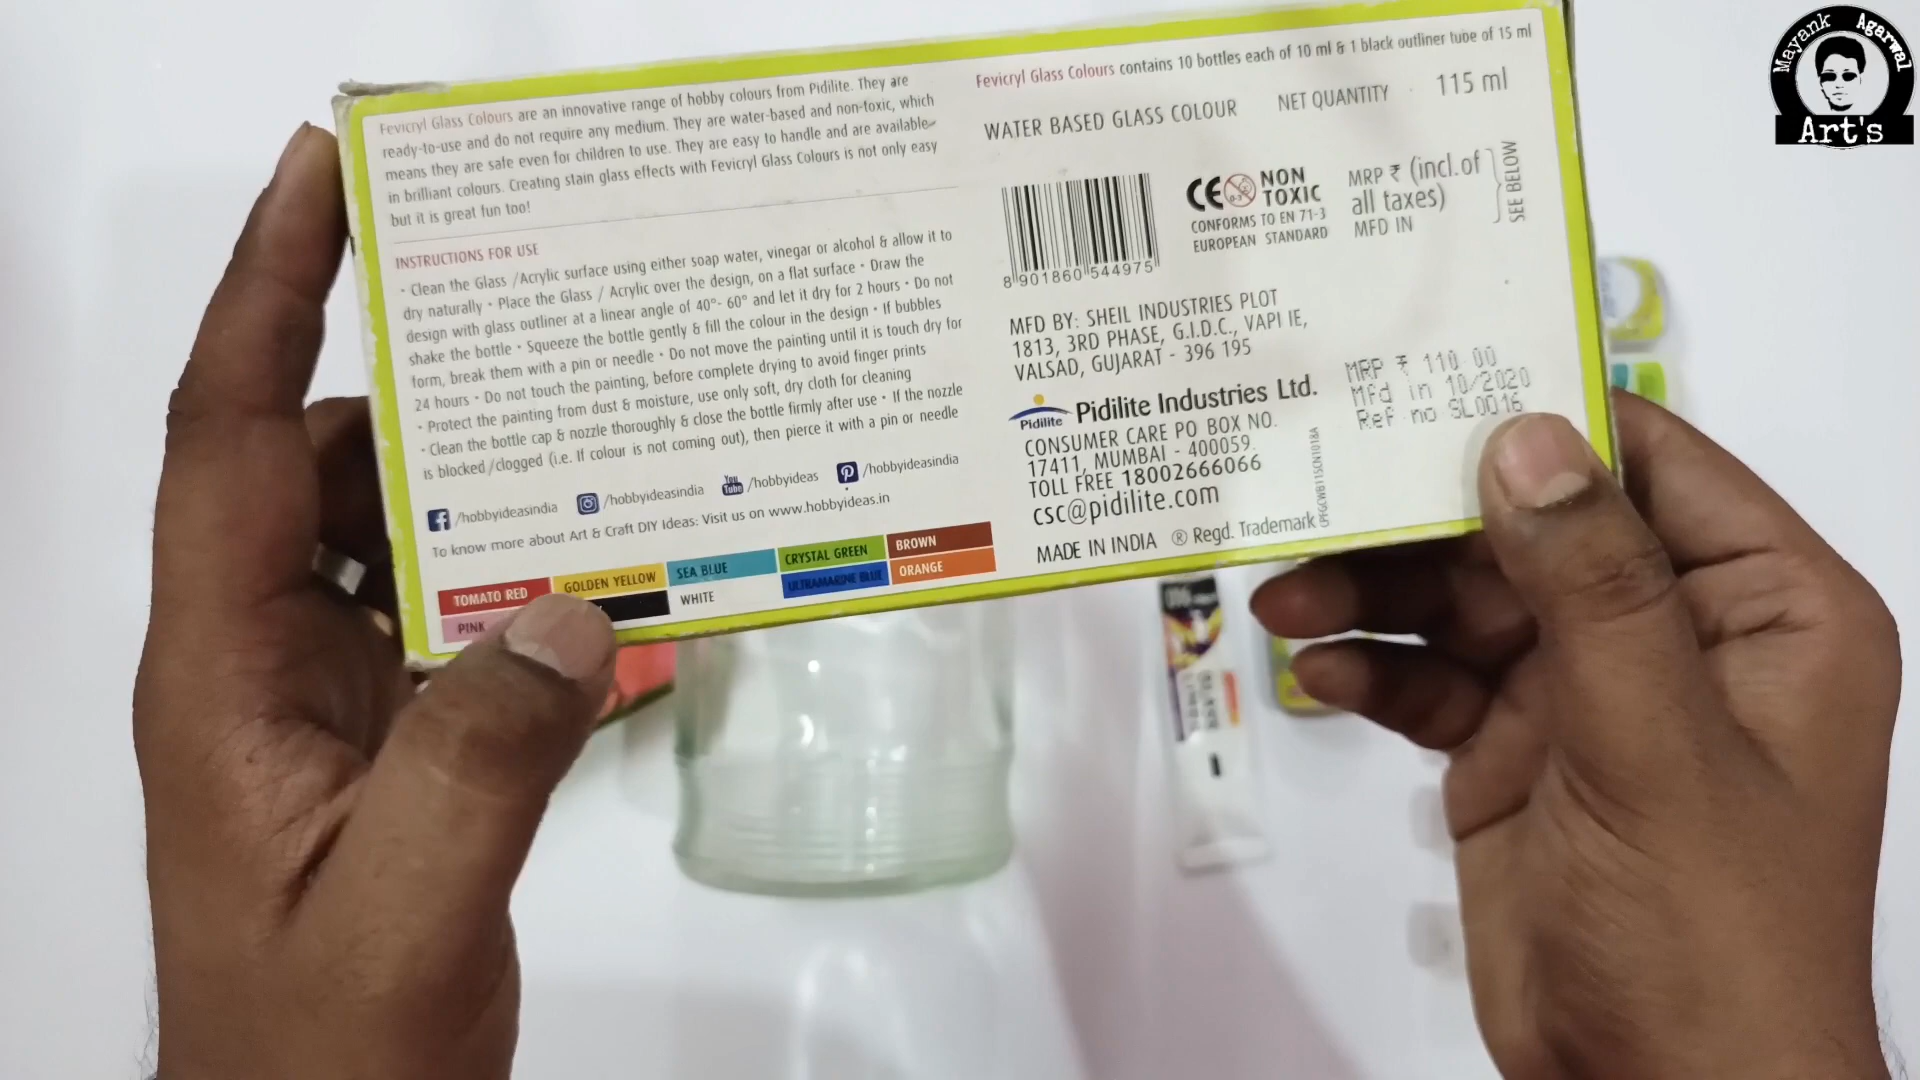 Mayank Agarwal
Art's
Fevicryl Glass Colours are an innovative range of hobby colours from Pidilite. They are
ready-to-use and do not require any medium. They are water-based and non-toxic, which
means they are safe even for children to use. They are easy to handle and are available
in brilliant colours. Creating stain glass effects with Fevicryl Glass Colours is not only easy
but it is great fun too!
INSTRUCTIONS FOR USE
• Clean the Glass /Acrylic surface using either soap water, vinegar or alcohol & allow it to
dry naturally • Place the Glass / Acrylic over the design, on a flat surface • Draw the
design with glass outliner at a linear angle of 40°- 60° and let it dry for 2 hours • Do not
shake the bottle • Squeeze the bottle gently & fill the colour in the design • If bubbles
form, break them with a pin or needle • Do not move the painting until it is touch dry for
24 hours • Do not touch the painting, before complete drying to avoid finger prints
• Protect the painting from dust & moisture, use only soft, dry cloth for cleaning
• Clean the bottle cap & nozzle thoroughly & close the bottle firmly after use • If the nozzle
is blocked/clogged (i.e. If colour is not coming out), then pierce it with a pin or needle
/hobbyideasindia /hobbyideasindia You Tube /hobbyideas /hobbyideasindia
To know more about Art & Craft DIY Ideas: Visit us on www.hobbyideas.in
TOMATO RED GOLDEN YELLOW SEA BLUE CRYSTAL GREEN BROWN
PINK WHITE ULTRAMARINE BLUE ORANGE
Fevicryl Glass Colours contains 10 bottles each of 10 ml & 1 black outliner tube of 15 ml
WATER BASED GLASS COLOUR NET QUANTITY 115 ml
8 901860 544975
CE 0-3 NON
TOXIC
CONFORMS TO EN 71-3
EUROPEAN STANDARD
MRP ₹ (incl.of
all taxes)
MFD IN
SEE BELOW
MFD BY: SHEIL INDUSTRIES PLOT
1813, 3RD PHASE, G.I.D.C., VAPI IE,
VALSAD, GUJARAT - 396 195
MRP ₹ 110.00
Mfd in 10/2020
Ref no SL0016
Pidilite Pidilite Industries Ltd.
CONSUMER CARE PO BOX NO.
17411, MUMBAI - 400059.
TOLL FREE 18002666066
csc@pidilite.com
MADE IN INDIA ® Regd. Trademark